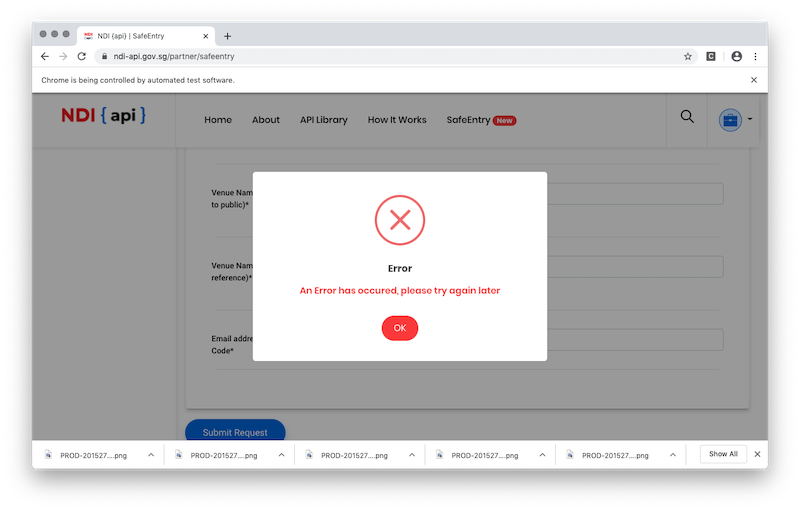 NDI {api} | SafeEntry
ndi-api.gov.sg/partner/safeentry
Chrome is being controlled by automated test software.
NDI { api }
Home About API Library How It Works SafeEntry New
Venue Nam
to public)*
Error
Venue Nam
reference)*
An Error has occured, please try again later
OK
Email addre
Code*
Submit Request
PROD-201527....png PROD-201527....png PROD-201527....png PROD-201527....png PROD-201527....png Show All